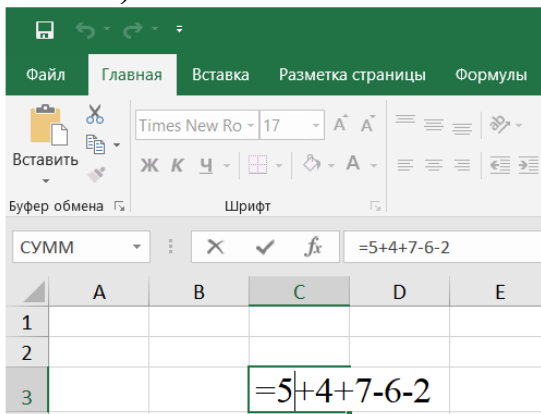 Файл Главная Вставка Разметка страницы Формулы
Times New Ro 17 A A
Вставить
Ж К Ч A
Буфер обмена Шрифт
СУММ fx =5+4+7-6-2
A B C D E
1
2
3 =5+4+7-6-2